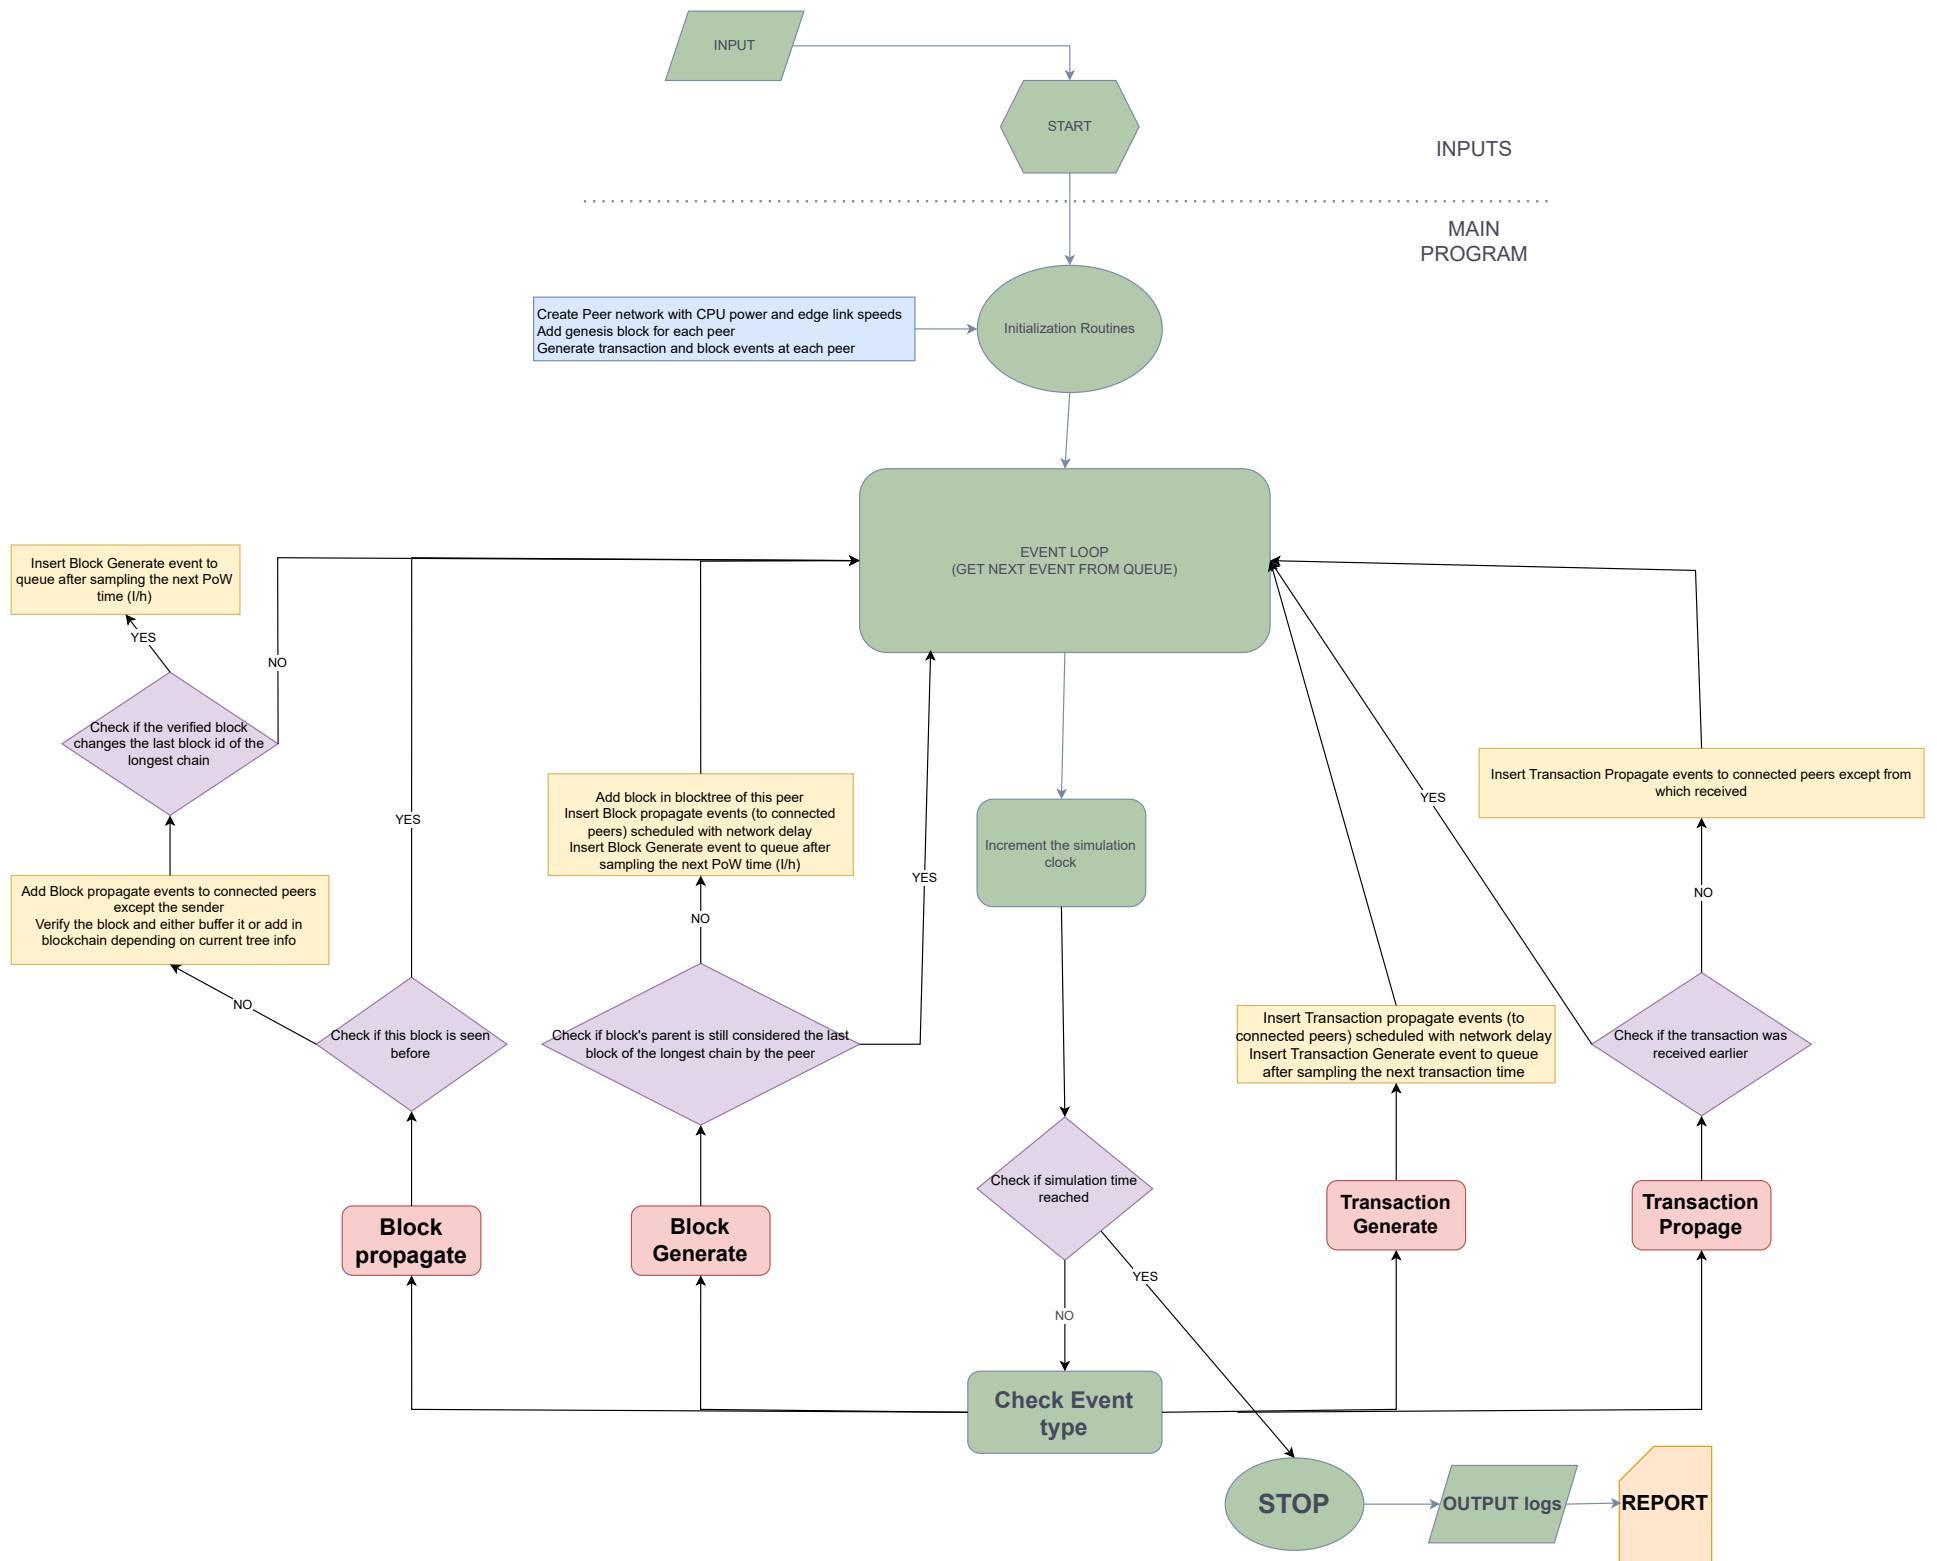 INPUT
START
INPUTS
MAIN
PROGRAM
Create Peer network with CPU power and edge link speeds
Add genesis block for each peer
Generate transaction and block events at each peer
Initialization Routines
EVENT LOOP
(GET NEXT EVENT FROM QUEUE)
Insert Block Generate event to
queue after sampling the next PoW
time (I/h)
YES
NO
Check if the verified block
changes the last block id of the
longest chain
Add block in blocktree of this peer
Insert Block propagate events (to connected
peers) scheduled with network delay
Insert Block Generate event to queue after
sampling the next PoW time (I/h)
YES
YES
NO
Increment the simulation
clock
YES
Insert Transaction Propagate events to connected peers except from
which received
NO
Add Block propagate events to connected peers
except the sender
Verify the block and either buffer it or add in
blockchain depending on current tree info
NO
Check if this block is seen
before
Check if block's parent is still considered the last
block of the longest chain by the peer
Insert Transaction propagate events (to
connected peers) scheduled with network delay
Insert Transaction Generate event to queue
after sampling the next transaction time
Check if the transaction was
received earlier
Check if simulation time
reached
Block
propagate
Block
Generate
Transaction
Generate
Transaction
Propage
YES
NO
Check Event
type
STOP
OUTPUT logs
REPORT